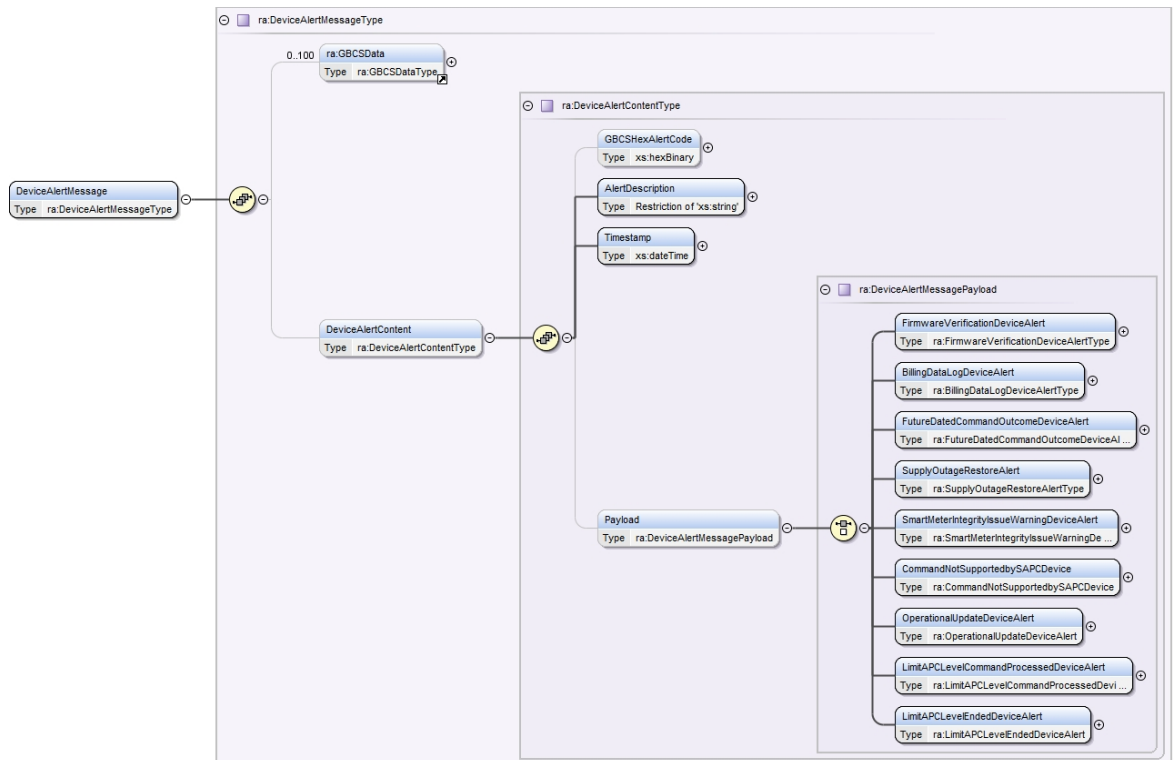 ra:DeviceAlertMessageType
0..100
ra:GBCSData
Type ra:GBCSDataType
ra:DeviceAlertContentType
GBCSHexAlertCode
Type xs:hexBinary
AlertDescription
Type Restriction of 'xs:string'
Timestamp
Type xs:dateTime
DeviceAlertMessage
Type ra:DeviceAlertMessageType
DeviceAlertContent
Type ra:DeviceAlertContentType
ra:DeviceAlertMessagePayload
FirmwareVerificationDeviceAlert
Type ra:FirmwareVerificationDeviceAlertType
BillingDataLogDeviceAlert
Type ra:BillingDataLogDeviceAlertType
FutureDatedCommandOutcomeDeviceAlert
Type ra:FutureDatedCommandOutcomeDeviceAl ...
SupplyOutageRestoreAlert
Type ra:SupplyOutageRestoreAlertType
Payload
Type ra:DeviceAlertMessagePayload
SmartMeterIntegrityIssueWarningDeviceAlert
Type ra:SmartMeterIntegrityIssueWarningDe ...
CommandNotSupportedbySAPCDevice
Type ra:CommandNotSupportedbySAPCDevice
OperationalUpdateDeviceAlert
Type ra:OperationalUpdateDeviceAlert
LimitAPCLevelCommandProcessedDeviceAlert
Type ra:LimitAPCLevelCommandProcessedDevi ...
LimitAPCLevelEndedDeviceAlert
Type ra:LimitAPCLevelEndedDeviceAlert